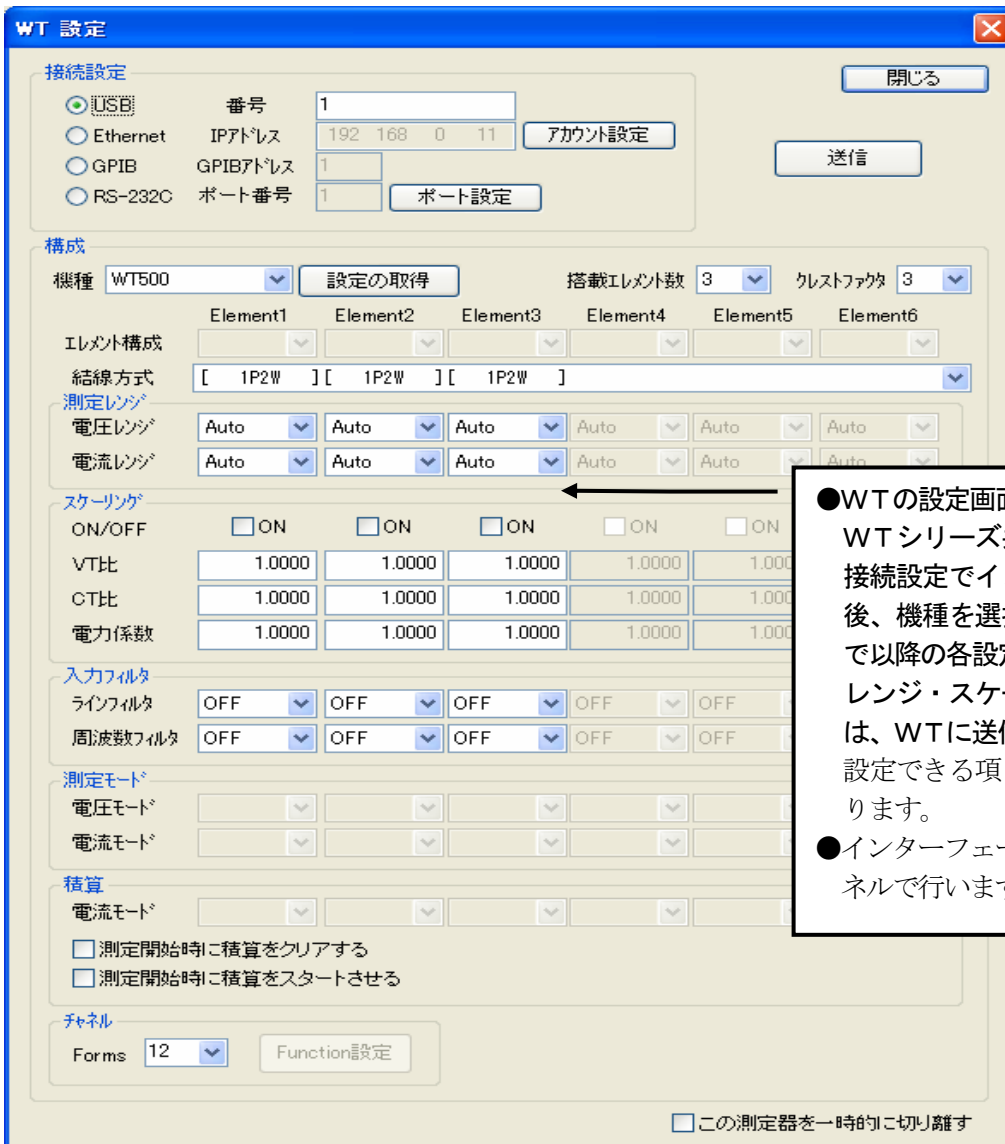 WT 設定
接続設定
閉じる
USB 番号 1
Ethernet IPアドレス 192 168 0 11 アカウント設定
送信
GPIB GPIBアドレス 1
RS-232C ポート番号 1 ポート設定
構成
機種 WT500 設定の取得 搭載エレメント数 3 クレストファクタ 3
Element1 Element2 Element3 Element4 Element5 Element6
エレメント構成
結線方式 [ 1P2W ][ 1P2W ][ 1P2W ]
測定レンジ
電圧レンジ Auto Auto Auto Auto Auto Auto
電流レンジ Auto Auto Auto Auto Auto Auto
スケーリング
ON/OFF ON ON ON ON ON
VT比 1.0000 1.0000 1.0000 1.0000 1.000
CT比 1.0000 1.0000 1.0000 1.0000 1.000
電力係数 1.0000 1.0000 1.0000 1.0000 1.000
入力フィルタ
ラインフィルタ OFF OFF OFF OFF OFF
周波数フィルタ OFF OFF OFF OFF OFF
測定モード
電圧モード
電流モード
積算
電流モード
測定開始時に積算をクリアする
測定開始時に積算をスタートさせる
チャネル
Forms 12 Function設定
この測定器を一時的に切り離す
●WTの設定画
WTシリーズ
接続設定でイ
後、機種を選
で以降の各設
レンジ・スケ
は、WTに送
設定できる項
ります。
●インターフェー
ネルで行いま